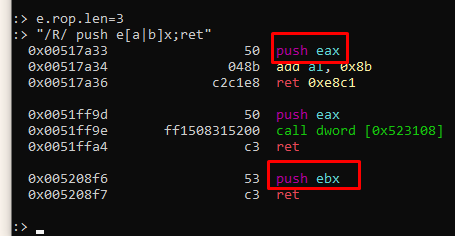 :> e.rop.len=3
:> "/R/ push e[a|b]x;ret"
0x00517a33 50 push eax
0x00517a34 048b add al, 0x8b
0x00517a36 c2c1e8 ret 0xe8c1
0x0051ff9d 50 push eax
0x0051ff9e ff1508315200 call dword [0x523108]
0x0051ffa4 c3 ret
0x005208f6 53 push ebx
0x005208f7 c3 ret
:>